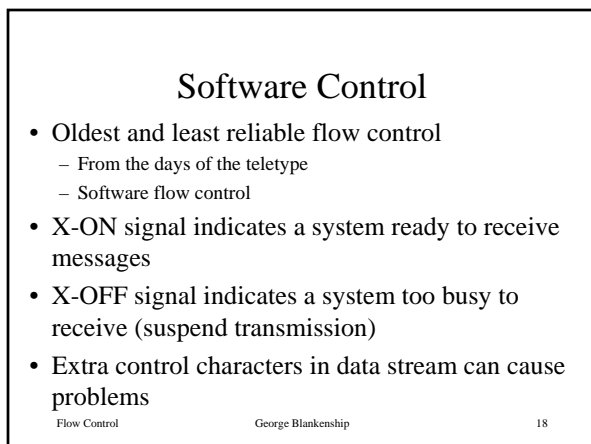 Software Control
• Oldest and least reliable flow control
– From the days of the teletype
– Software flow control
• X-ON signal indicates a system ready to receive
messages
• X-OFF signal indicates a system too busy to
receive (suspend transmission)
• Extra control characters in data stream can cause
problems
Flow Control George Blankenship 18